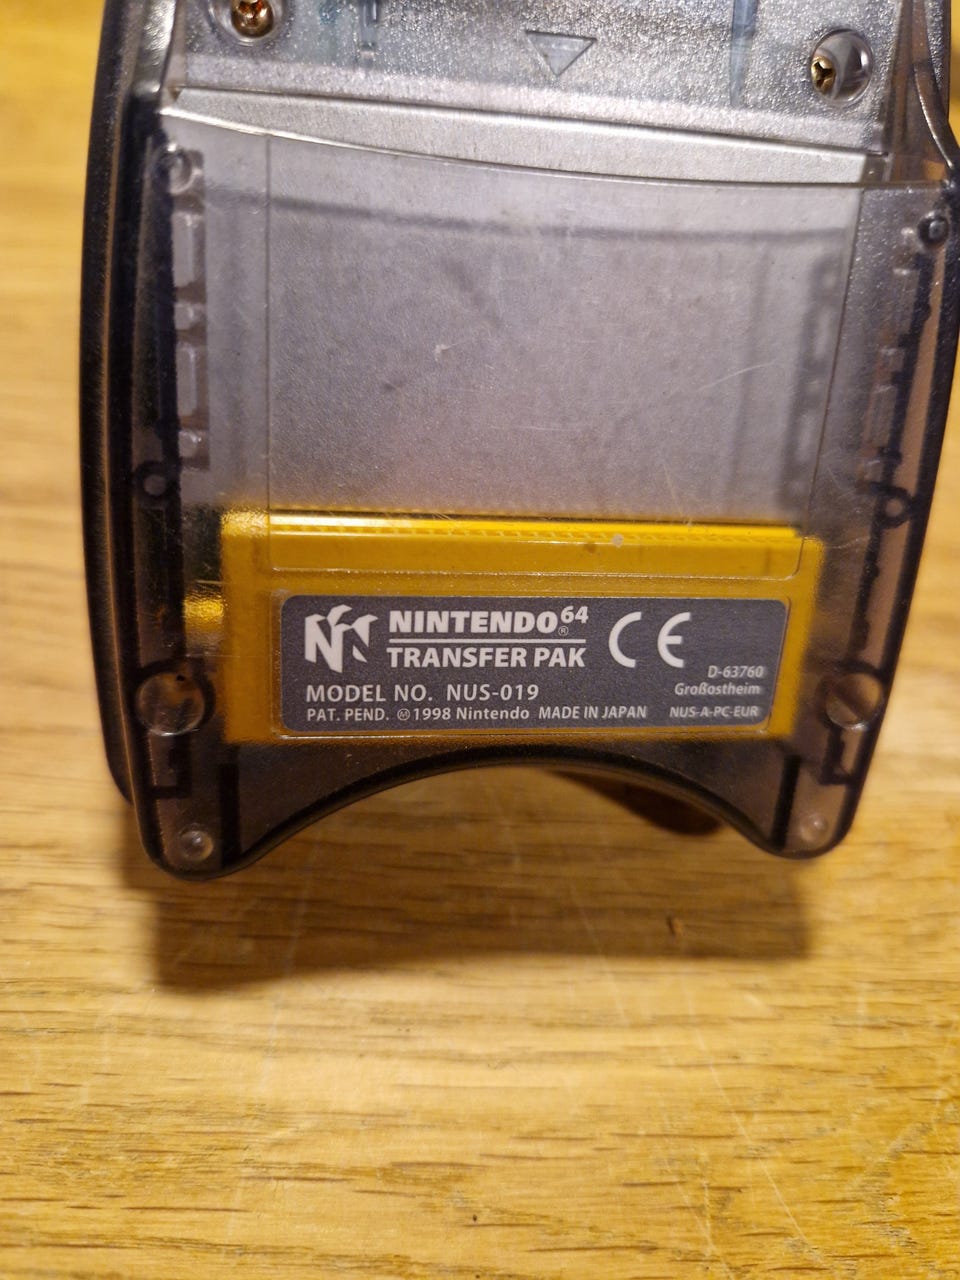 NINTENDO64®
TRANSFER PAK
CE
MODEL NO. NUS-019
D-63760
Großostheim
PAT. PEND. Ⓜ©1998 Nintendo MADE IN JAPAN
NUS-A-PC-EUR